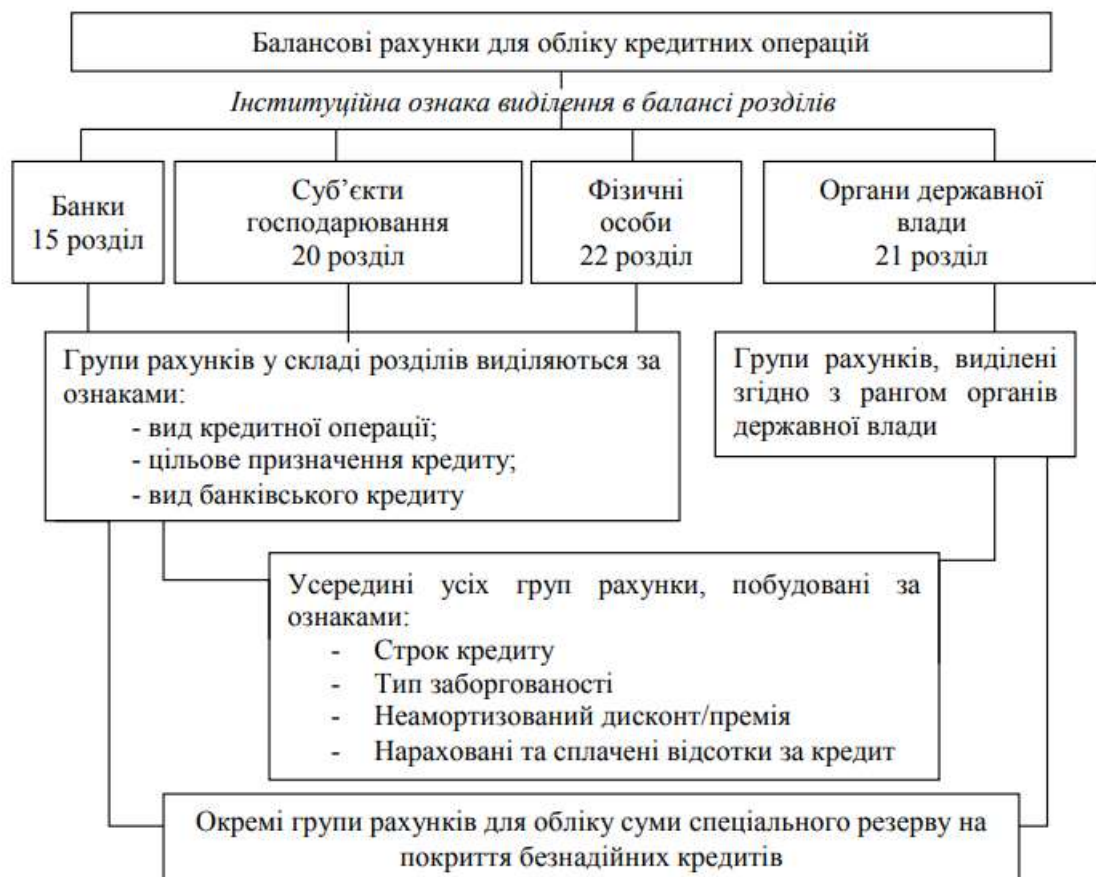 Балансові рахунки для обліку кредитних операцій
Інституційна ознака виділення в балансі розділів
Банки
15 розділ
Суб’єкти
господарювання
20 розділ
Фізичні
особи
22 розділ
Органи державної
влади
21 розділ
Групи рахунків у складі розділів виділяються за
ознаками:
- вид кредитної операції;
- цільове призначення кредиту;
- вид банківського кредиту
Групи рахунків, виділені
згідно з рангом органів
державної влади
Усередині усіх груп рахунки, побудовані за
ознаками:
- Строк кредиту
- Тип заборгованості
- Неамортизований дисконт/премія
- Нараховані та сплачені відсотки за кредит
Окремі групи рахунків для обліку суми спеціального резерву на
покриття безнадійних кредитів